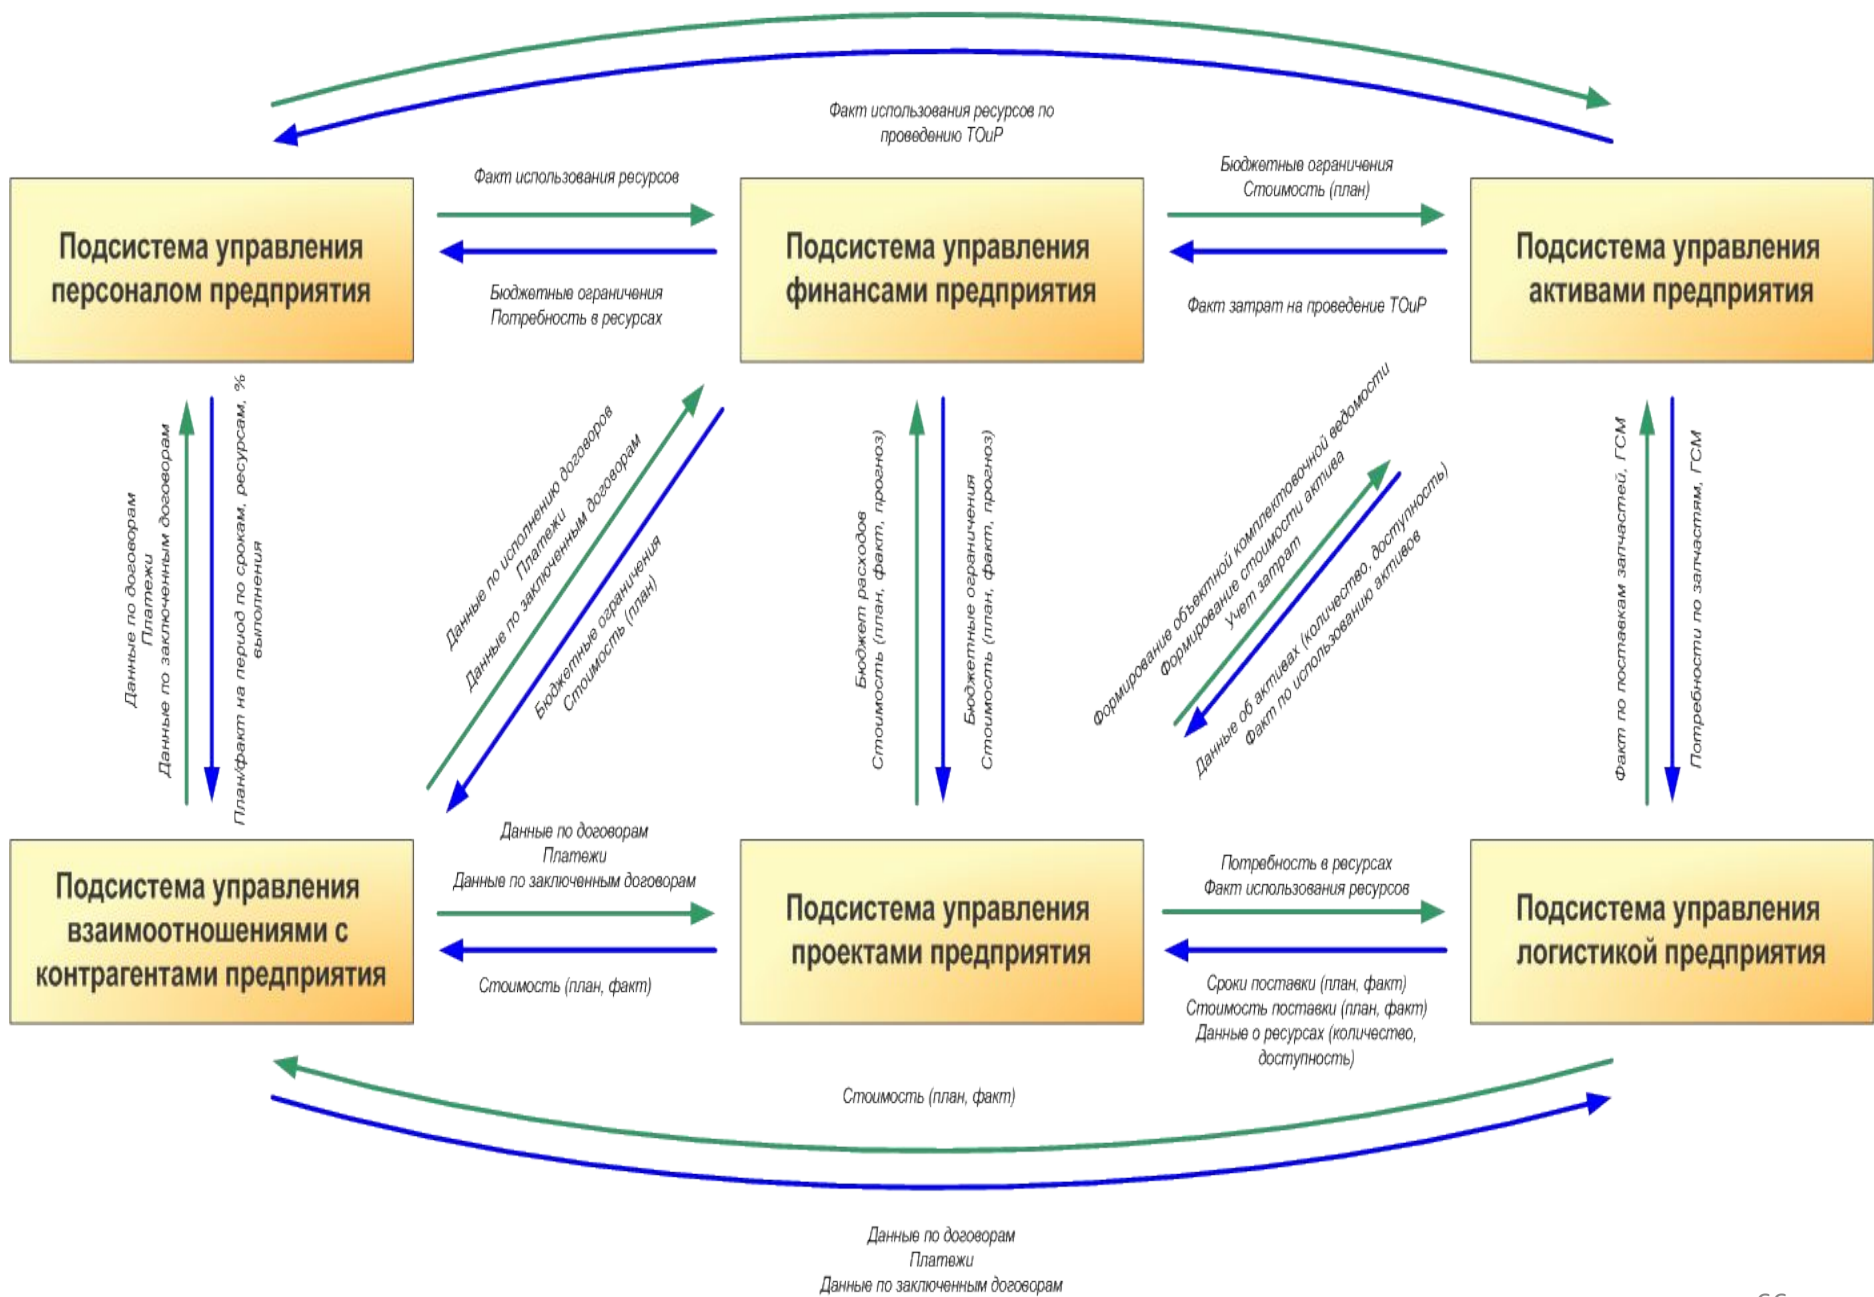 Факт использования ресурсов по
проведению ТОиР
Факт использования ресурсов
Бюджетные ограничения
Стоимость (план)
Подсистема управления
персоналом предприятия
Подсистема управления
финансами предприятия
Подсистема управления
активами предприятия
Бюджетные ограничения
Потребность в ресурсах
Факт затрат на проведение ТОиР
Данные по договорам
Платежи
Данные по заключенным договорам
План/факт на период по срокам, ресурсам, %
выполнения
Данные по исполнению договоров
Платежи
Данные по заключенным договорам
Бюджетные ограничения
Стоимость (план)
Бюджет расходов
Стоимость (план, факт, прогноз)
Бюджетные ограничения
Стоимость (план, факт, прогноз)
Формирование объектной комплектовочной ведомости
Формирование стоимости актива
Учет затрат
Данные об активах (количество, доступность)
Факт по использованию активов
Факт по поставкам запчастей, ГСМ
Потребности по запчастям, ГСМ
Данные по договорам
Платежи
Данные по заключенным договорам
Потребность в ресурсах
Факт использования ресурсов
Подсистема управления
взаимоотношениями с
контрагентами предприятия
Подсистема управления
проектами предприятия
Подсистема управления
логистикой предприятия
Стоимость (план, факт)
Сроки поставки (план, факт)
Стоимость поставки (план, факт)
Данные о ресурсах (количество,
доступность)
Стоимость (план, факт)
Данные по договорам
Платежи
Данные по заключенным договорам